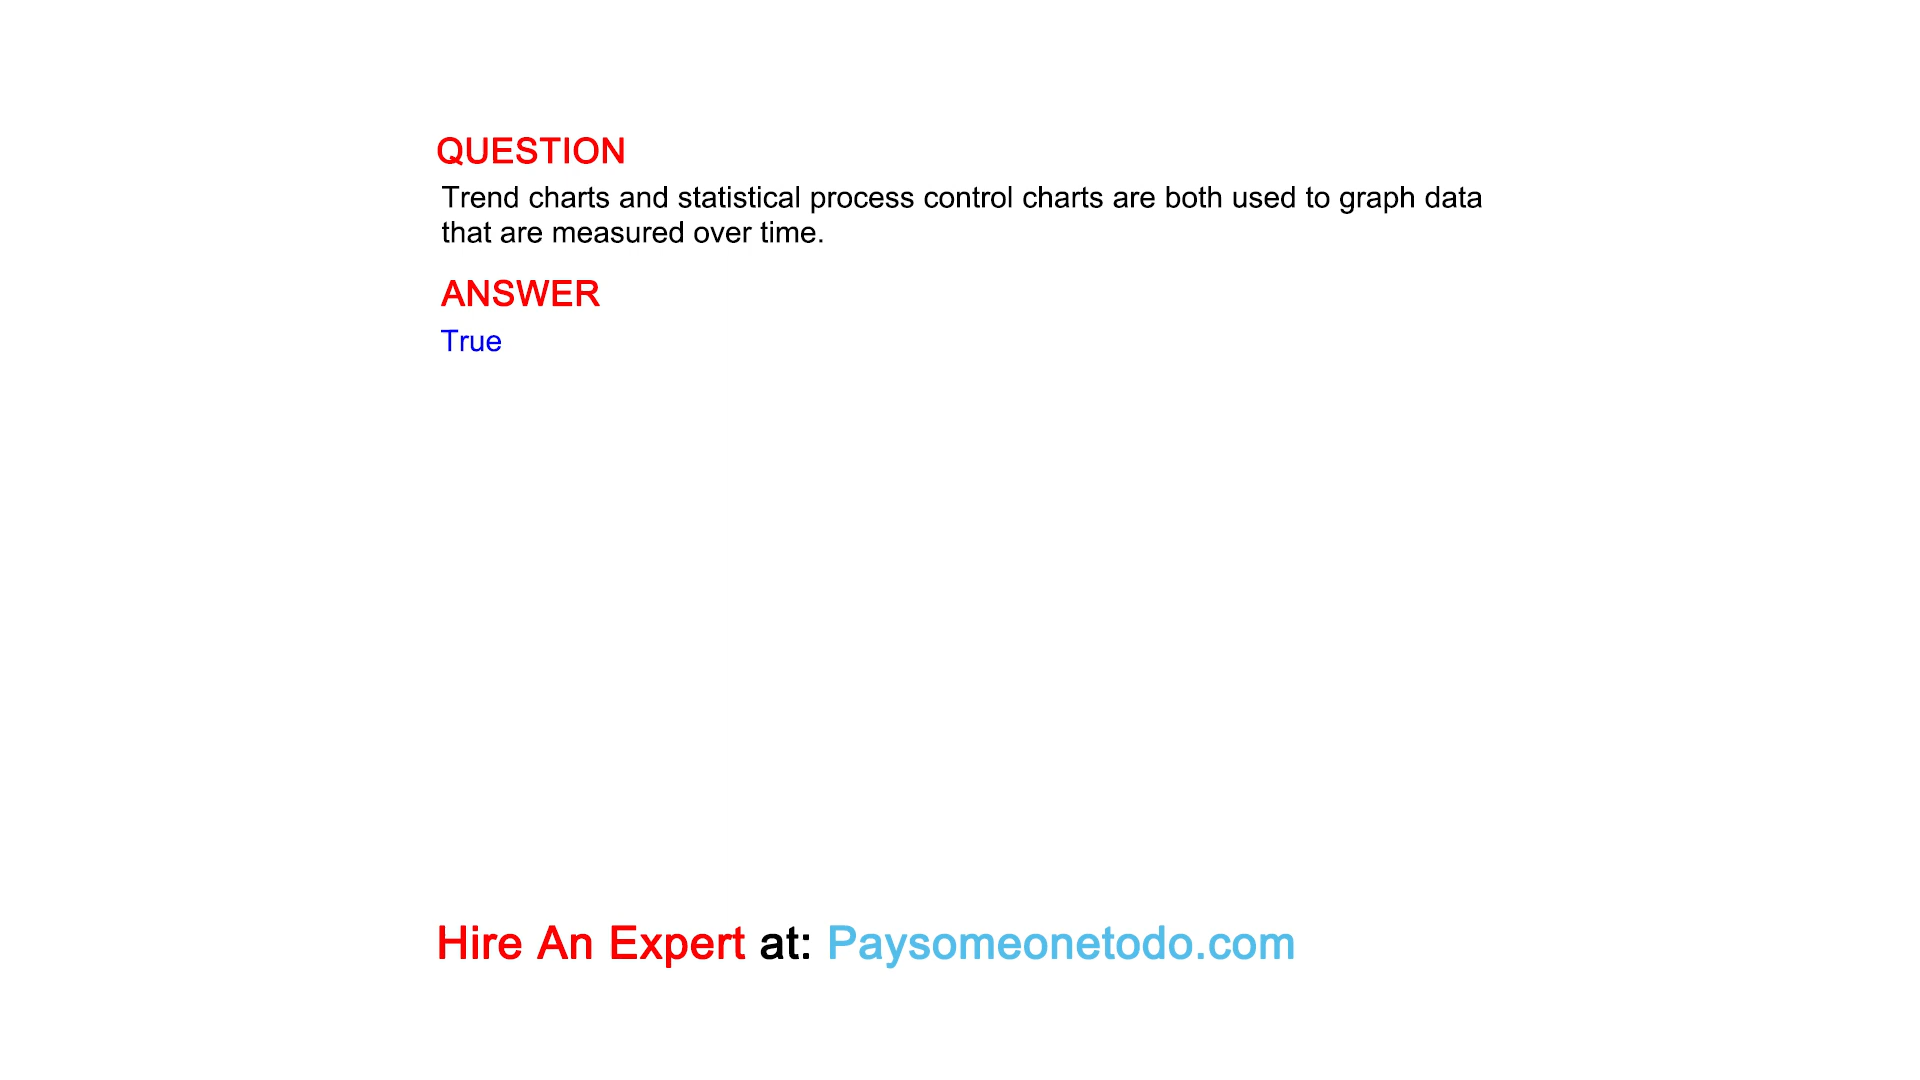 QUESTION
Trend charts and statistical process control charts are both used to graph data
that are measured over time.
ANSWER
True
Hire An Expert at: Paysomeonetodo.com